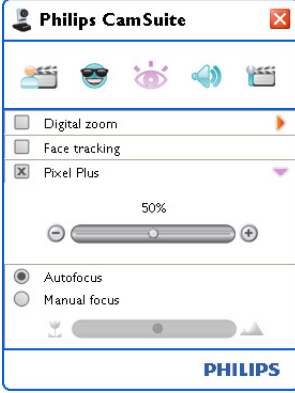 Philips CamSuite
Digital zoom
Face tracking
Pixel Plus
50%
Autofocus
Manual focus
PHILIPS